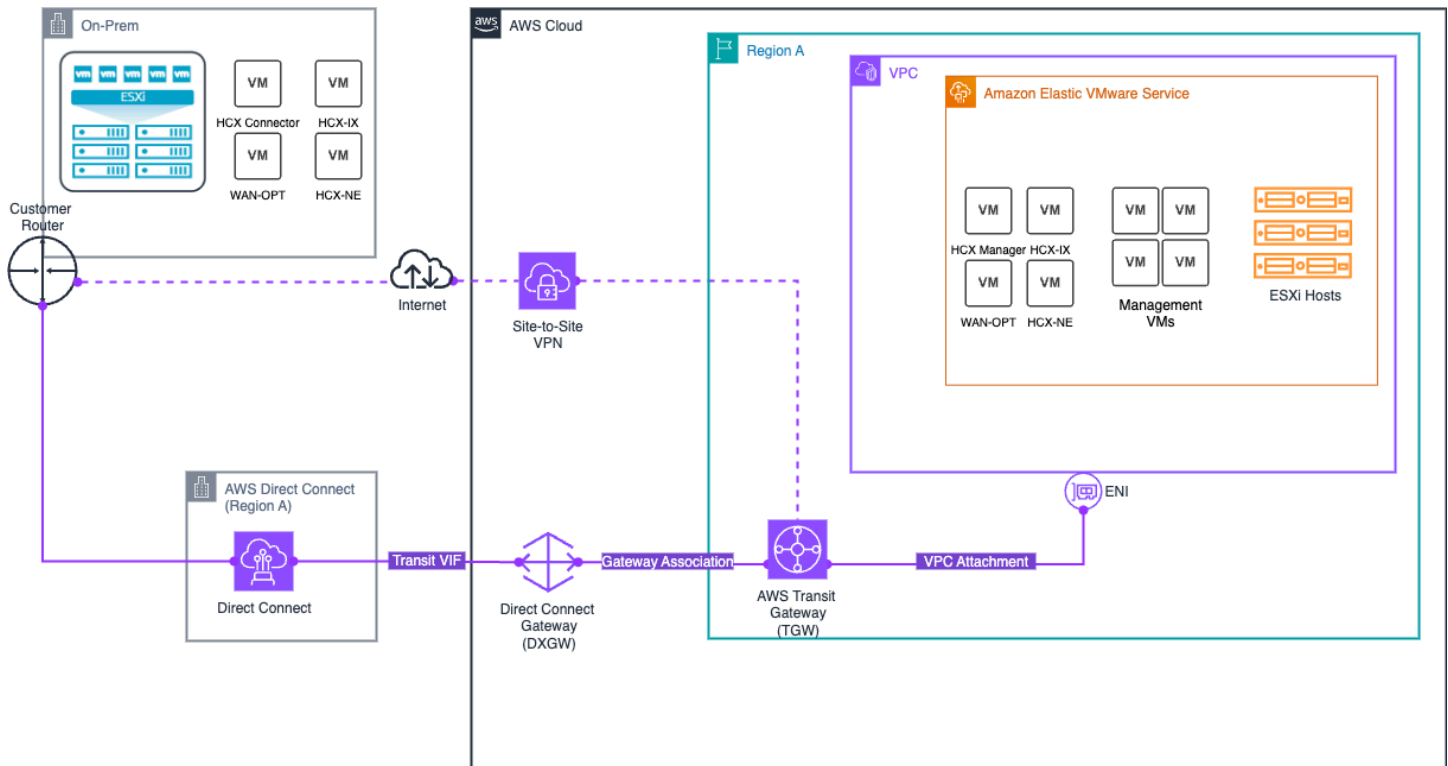 On-Prem
vm vm vm vm vm
ESXi
VM
VM
HCX Connector
HCX-IX
VM
VM
WAN-OPT
HCX-NE
Customer
Router
Internet
Site-to-Site
VPN
AWS Direct Connect
(Region A)
Direct Connect
Transit VIF
aws
AWS Cloud
Direct Connect
Gateway
(DXGW)
Gateway Association
Region A
AWS Transit
Gateway
(TGW)
VPC Attachment
ENI
VPC
Amazon Elastic VMware Service
VM
VM
HCX Manager
HCX-IX
VM
VM
WAN-OPT
HCX-NE
VM
VM
VM
VM
Management
VMs
ESXi Hosts